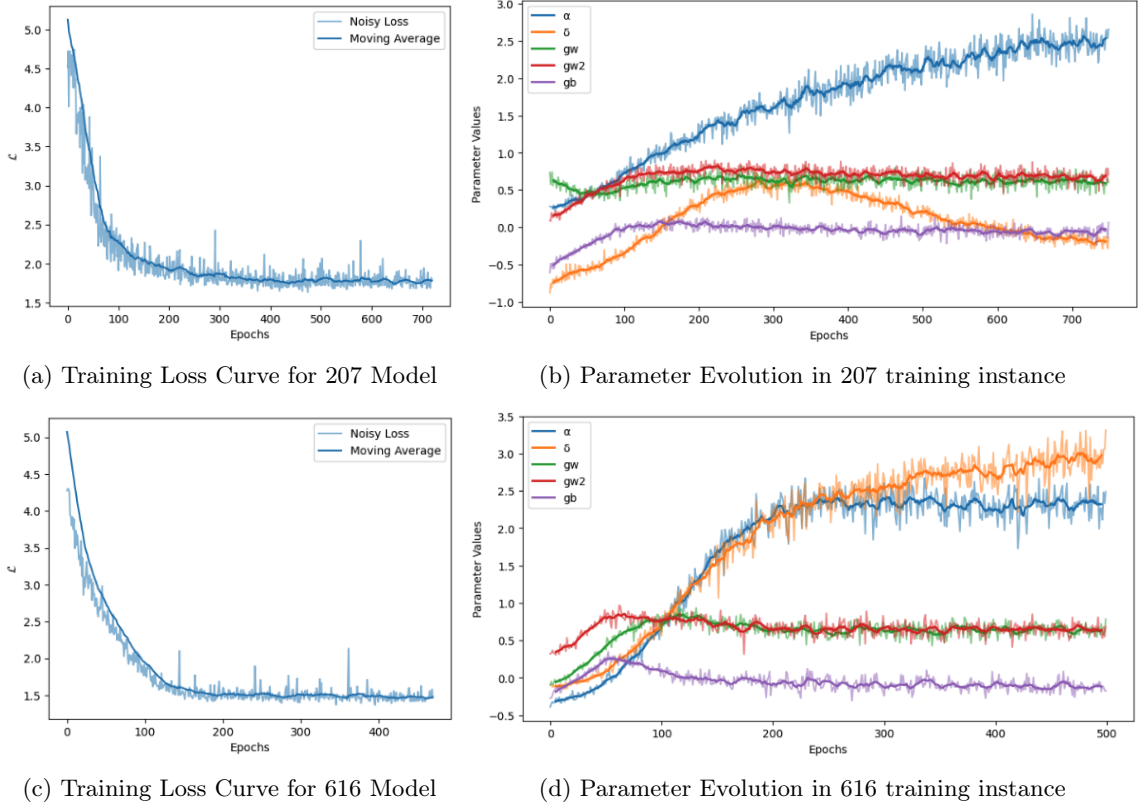 5.0
4.5
4.0
3.5
3.0
2.5
2.0
1.5
ℒ
Noisy Loss
Moving Average
0 100 200 300 400 500 600 700
Epochs
3.0
2.5
2.0
1.5
1.0
0.5
0.0
−0.5
−1.0
Parameter Values
α
δ
gw
gw2
gb
0 100 200 300 400 500 600 700
Epochs
(a) Training Loss Curve for 207 Model
(b) Parameter Evolution in 207 training instance
5.0
4.5
4.0
3.5
3.0
2.5
2.0
1.5
ℒ
Noisy Loss
Moving Average
0 100 200 300 400
Epochs
3.5
3.0
2.5
2.0
1.5
1.0
0.5
0.0
−0.5
Parameter Values
α
δ
gw
gw2
gb
0 100 200 300 400 500
Epochs
(c) Training Loss Curve for 616 Model
(d) Parameter Evolution in 616 training instance